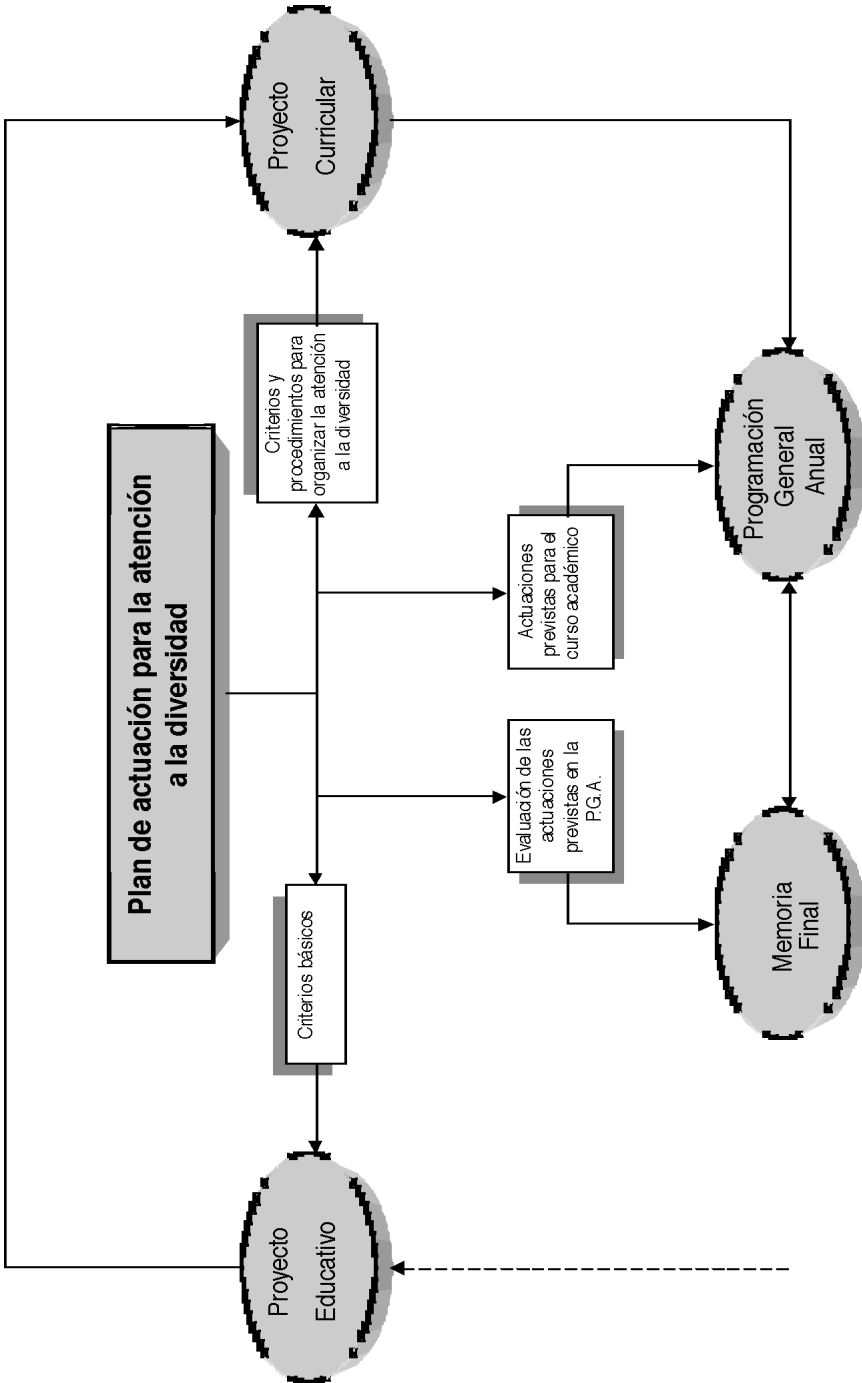 Plan de actuación para la atención
a la diversidad
Proyecto
Educativo
Criterios básicos
Criterios y
procedimientos para
organizar la atención
a la diversidad
Proyecto
Curricular
Evaluación de las
actuaciones
previstas en la
P.G.A.
Actuaciones
previstas para el
curso académico
Memoria
Final
Programación
General
Anual